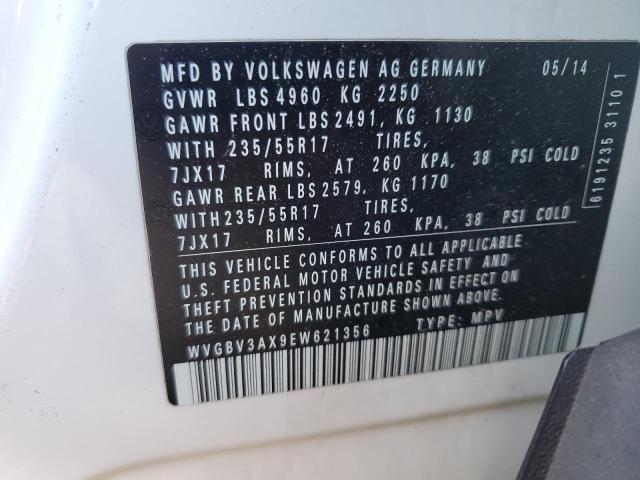 MFD BY VOLKSWAGEN AG GERMANY 05/14
GVWR LBS 4960 KG 2250
GAWR FRONT LBS 2491, KG 1130
WITH 235/55R17 TIRES,
7JX17 RIMS, AT 260 KPA, 38 PSI COLD
GAWR REAR LBS 2579, KG 1170
WITH 235/55R17 TIRES,
7JX17 RIMS, AT 260 KPA, 38 PSI COLD
THIS VEHICLE CONFORMS TO ALL APPLICABLE
U.S. FEDERAL MOTOR VEHICLE SAFETY AND
THEFT PREVENTION STANDARDS IN EFFECT ON
THE DATE OF MANUFACTURE SHOWN ABOVE.
WVGBV3AX9EW621356 TYPE: MPV
6191235 3110 1